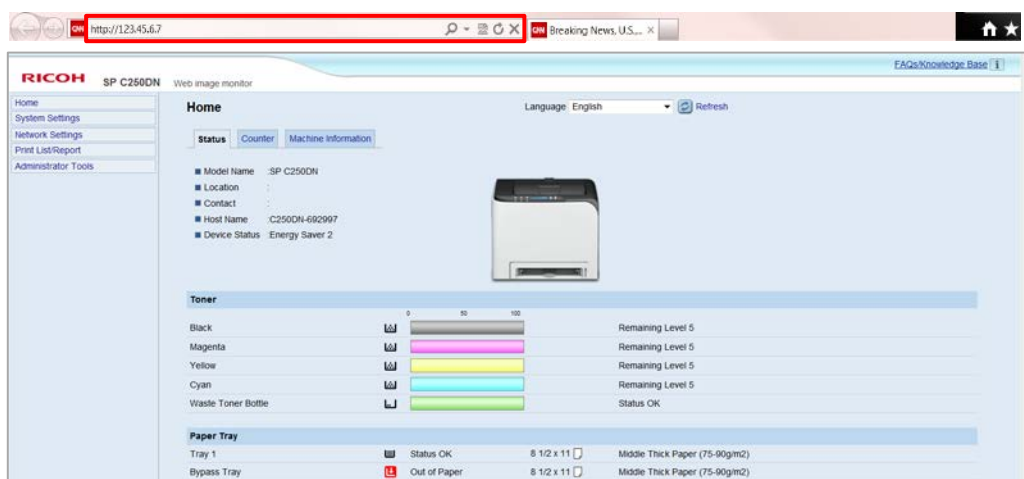 CNN http://123.45.6.7 CNN Breaking News, U.S,... ×
FAQs/Knowledge Base
RICOH SP C250DN Web image monitor
Home
System Settings
Network Settings
Print List/Report
Administrator Tools
Home Language English Refresh
Status Counter Machine Information
Model Name :SP C250DN
Location :
Contact :
Host Name :C250DN-692997
Device Status :Energy Saver 2
Toner
0 50 100
Black Remaining Level 5
Magenta Remaining Level 5
Yellow Remaining Level 5
Cyan Remaining Level 5
Waste Toner Bottle Status OK
Paper Tray
Tray 1 Status OK 8 1/2 x 11 Middle Thick Paper (75-90g/m2)
Bypass Tray Out of Paper 8 1/2 x 11 Middle Thick Paper (75-90g/m2)